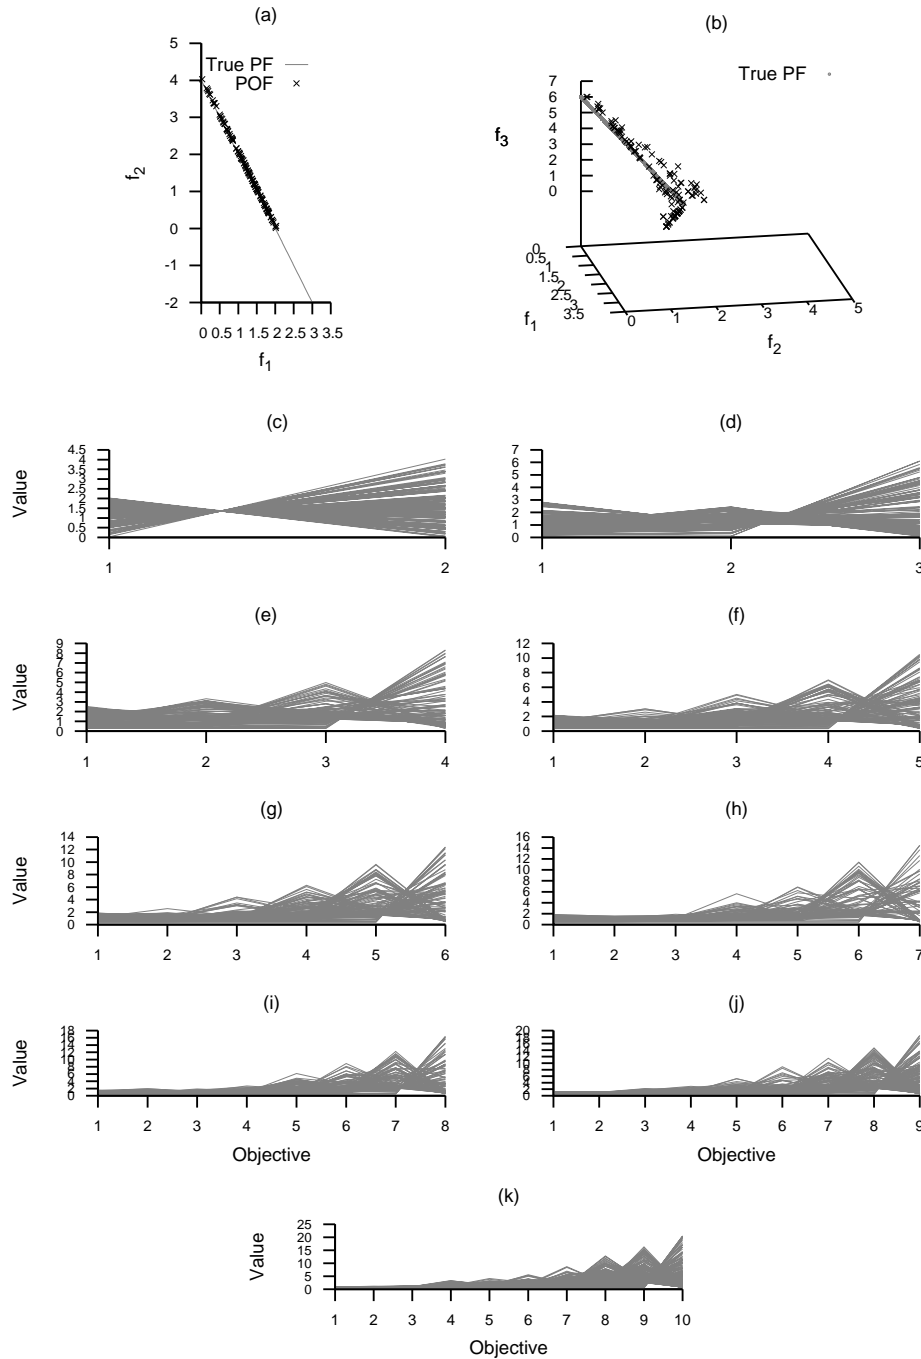 (a)
5
4
3
2
1
0
-1
-2
f2
True PF
POF
0 0.5 1 1.5 2 2.5 3 3.5
f1
(b)
True PF
7
6
5
4
3
2
1
0
f3
0
0.5
1
1.5
2
2.5
3
3.5
f1
0 1 2 3 4 5
f2
(c)
Value
4.5
4
3.5
3
2.5
2
1.5
1
0.5
0
1 2
(d)
7
6
5
4
3
2
1
0
1 2 3
(e)
Value
9
8
7
6
5
4
3
2
1
0
1 2 3 4
(f)
12
10
8
6
4
2
0
1 2 3 4 5
(g)
Value
14
12
10
8
6
4
2
0
1 2 3 4 5 6
(h)
16
14
12
10
8
6
4
2
0
1 2 3 4 5 6 7
(i)
Value
18
16
14
12
10
8
6
4
2
0
1 2 3 4 5 6 7 8
Objective
(j)
20
18
16
14
12
10
8
6
4
2
0
1 2 3 4 5 6 7 8 9
Objective
(k)
Value
25
20
15
10
5
0
1 2 3 4 5 6 7 8 9 10
Objective